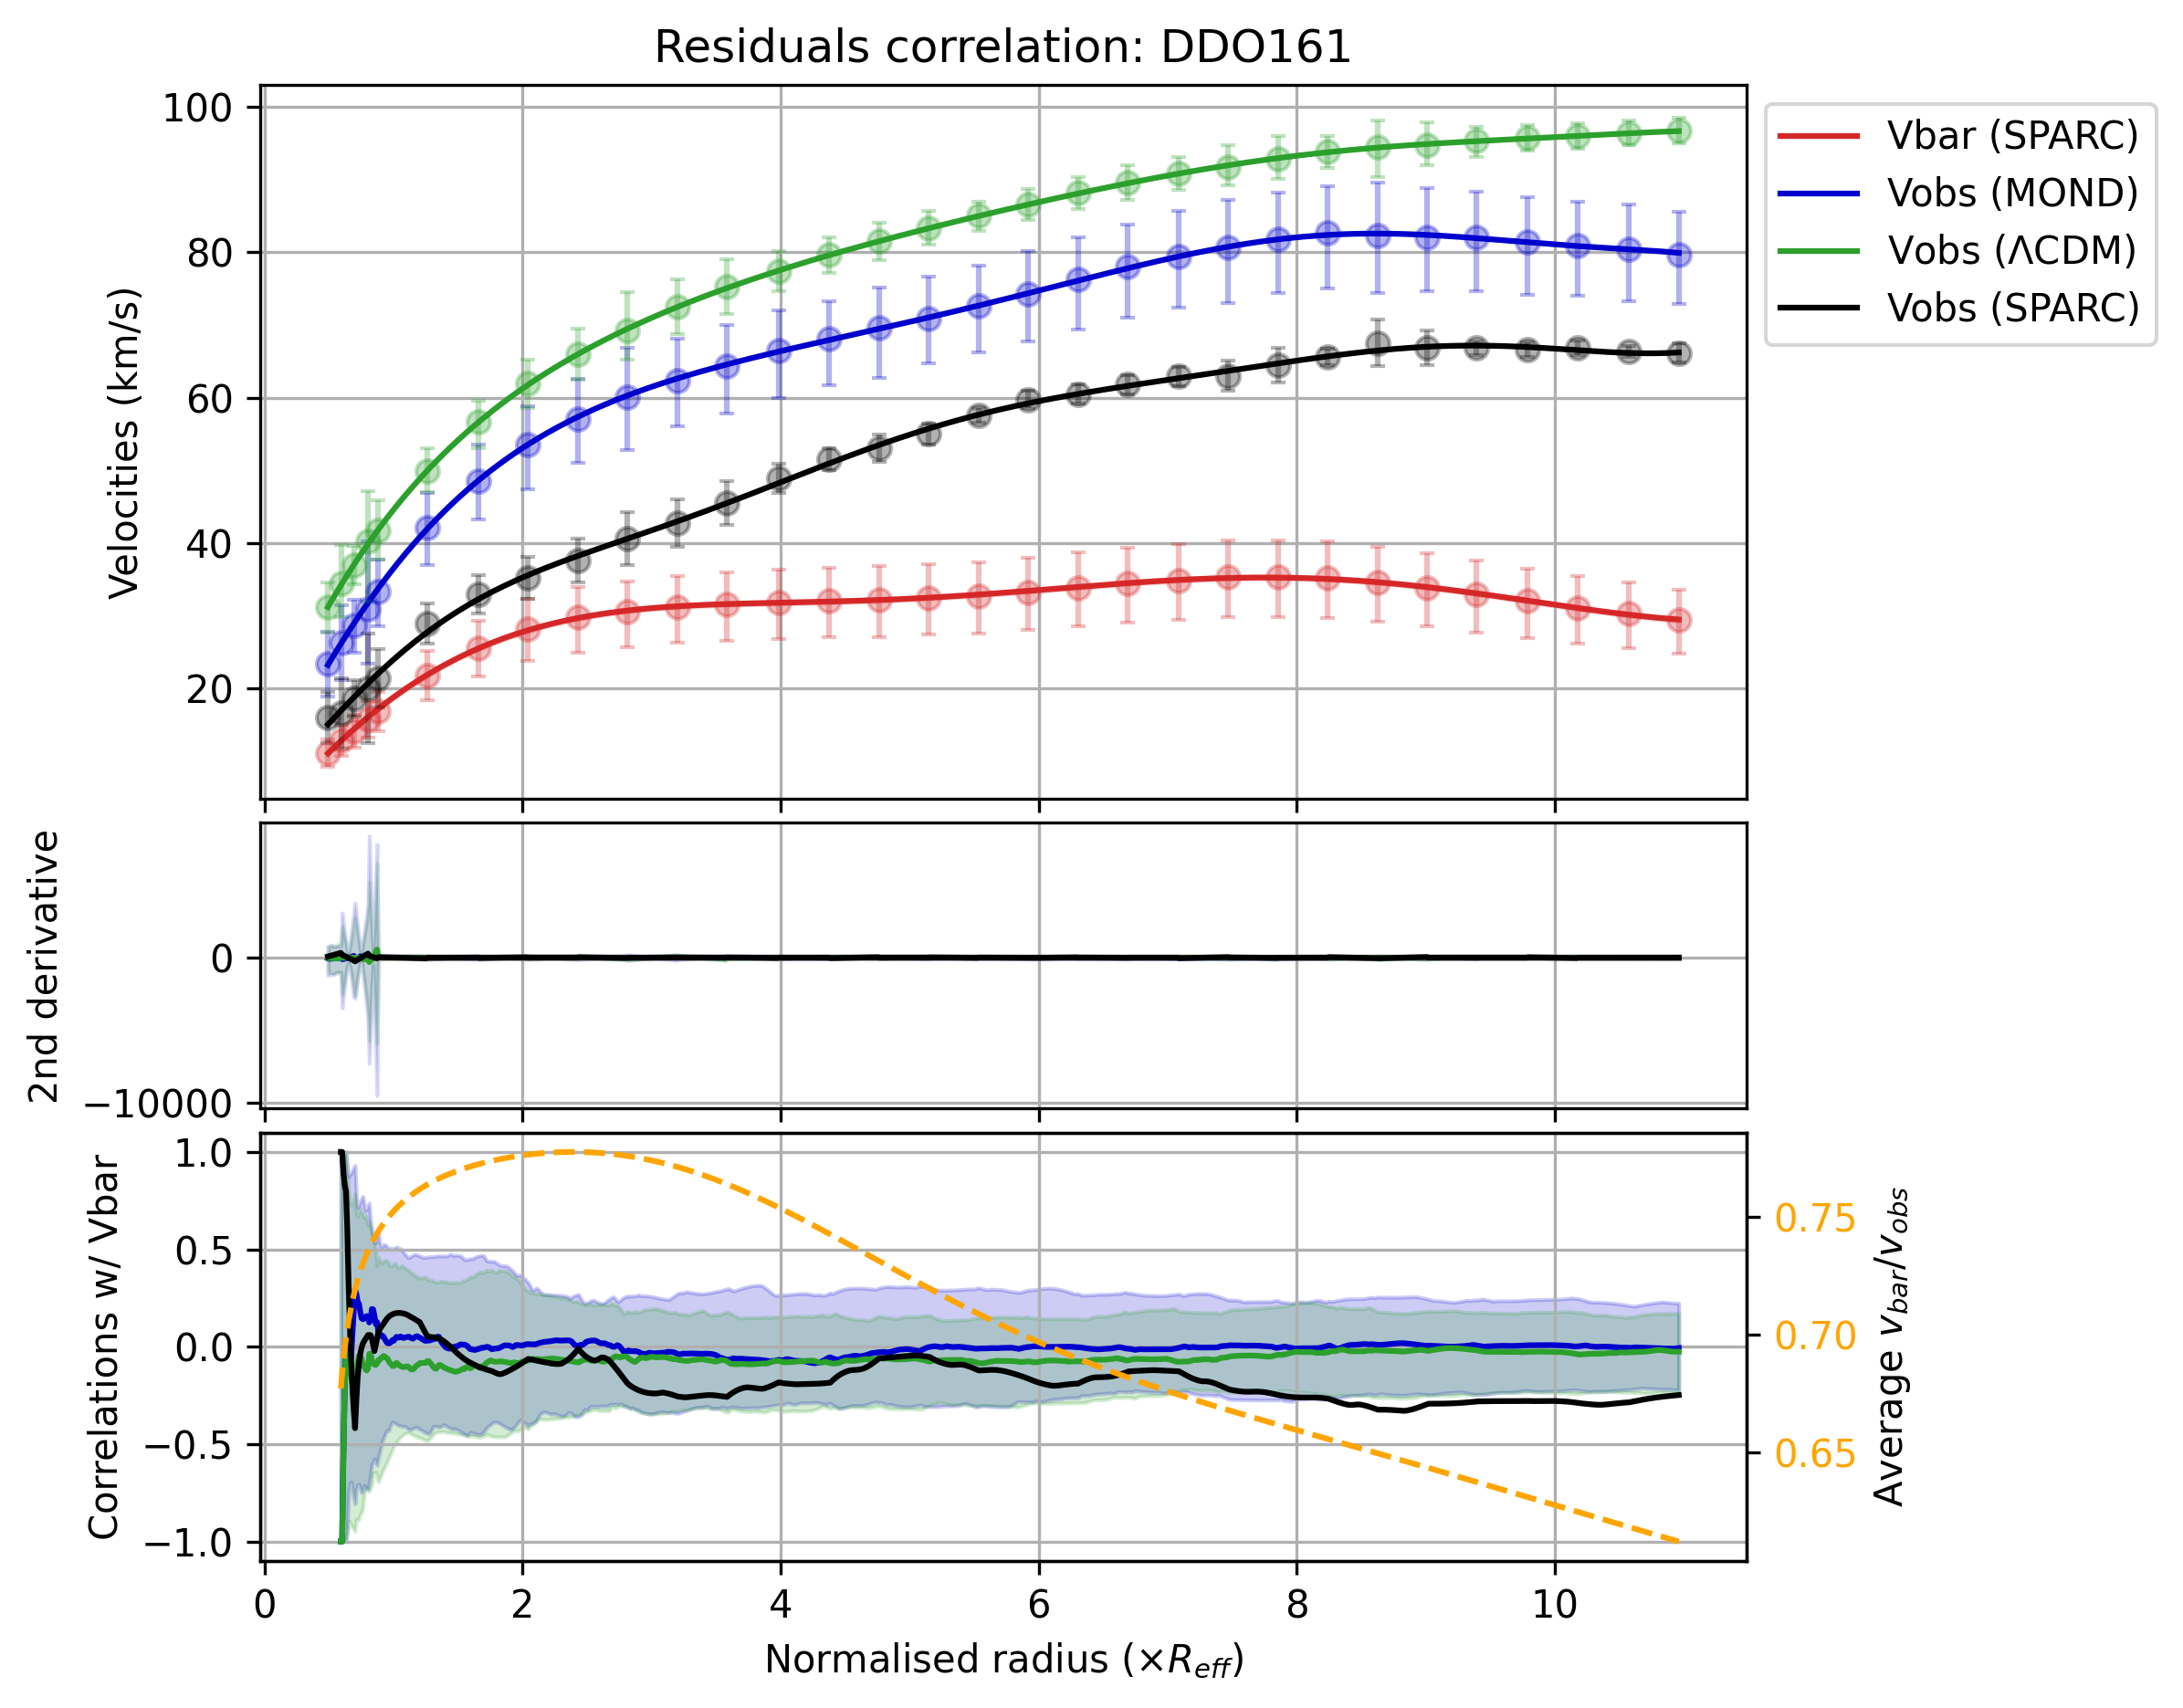 Residuals correlation: DDO161
100
80
60
40
20
Velocities (km/s)
Vbar (SPARC)
Vobs (MOND)
Vobs (ΛCDM)
Vobs (SPARC)
0
−10000
2nd derivative
1.0
0.5
0.0
−0.5
−1.0
Correlations w/ Vbar
0.75
0.70
0.65
Average v_bar/v_obs
0 2 4 6 8 10
Normalised radius (×R_eff)